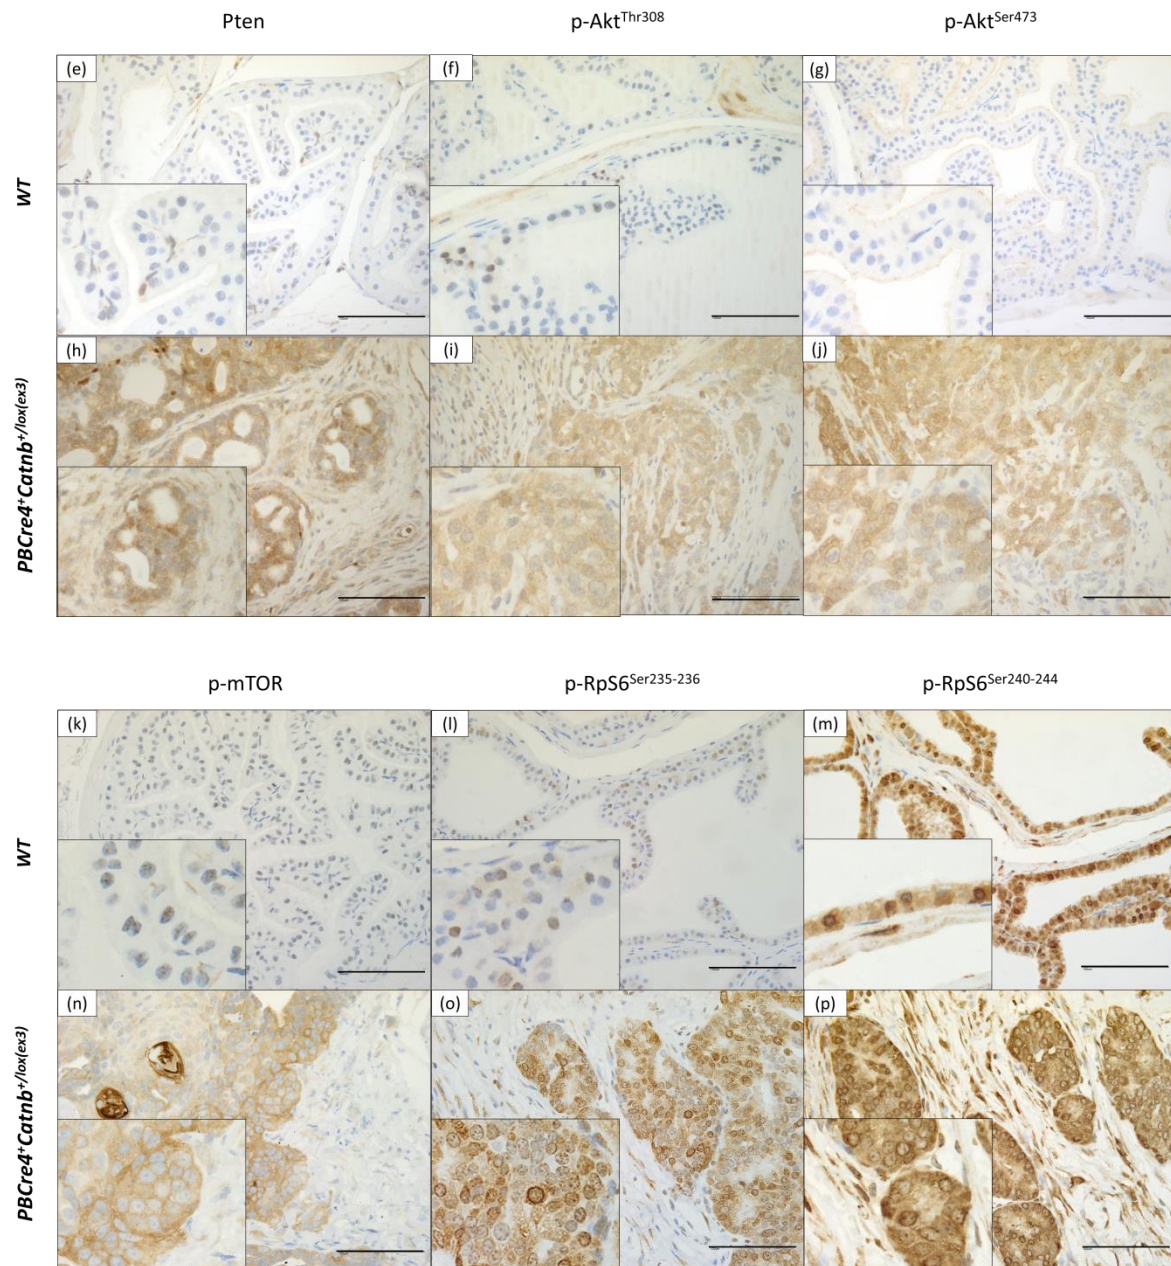 Pten p-Akt^Thr308 p-Akt^Ser473
WT
(e) (f) (g)
PBCre4⁺Catnb^+/lox(ex3)
(h) (i) (j)
p-mTOR p-RpS6^Ser235-236 p-RpS6^Ser240-244
WT
(k) (l) (m)
PBCre4⁺Catnb^+/lox(ex3)
(n) (o) (p)